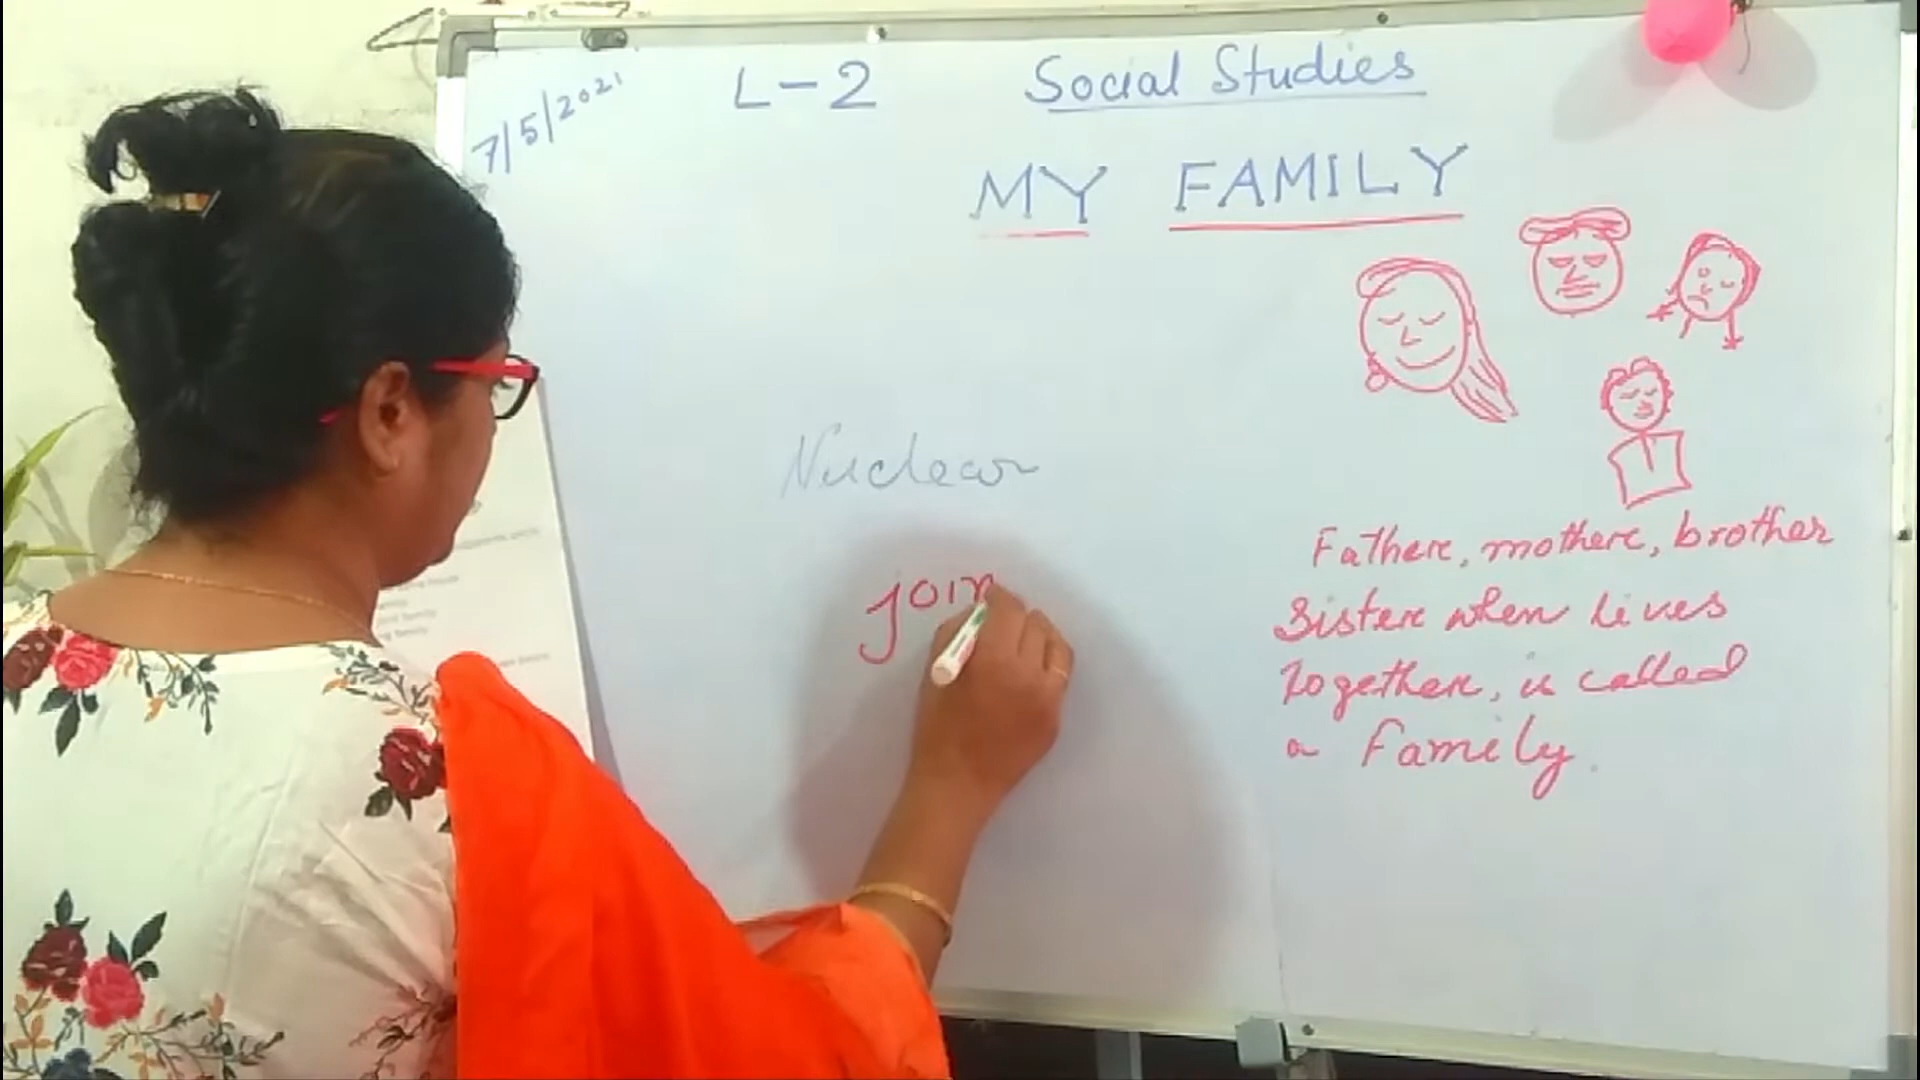 7/5/2021
L-2 Social Studies
MY FAMILY
Nuclear
join
Father, mother, brother
Sister when lives
together, is called
a Family.